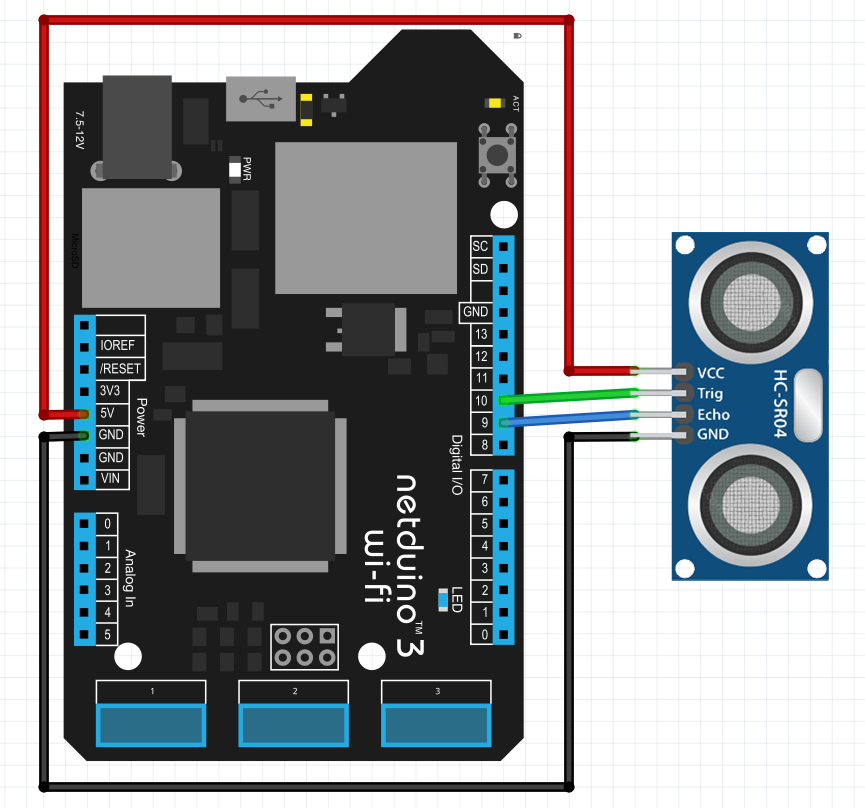 ACT
7.5-12V
PWR
MicroSD
SC
SD
GND
13
12
11
10
9
8
Digital I/O
7
6
5
4
3
2
1
0
IOREF
/RESET
3V3
5V
GND
GND
VIN
Power
0
1
2
3
4
5
Analog In
netduino™ 3
wi-fi
LED
1
2
3
VCC
Trig
Echo
GND
HC-SR04